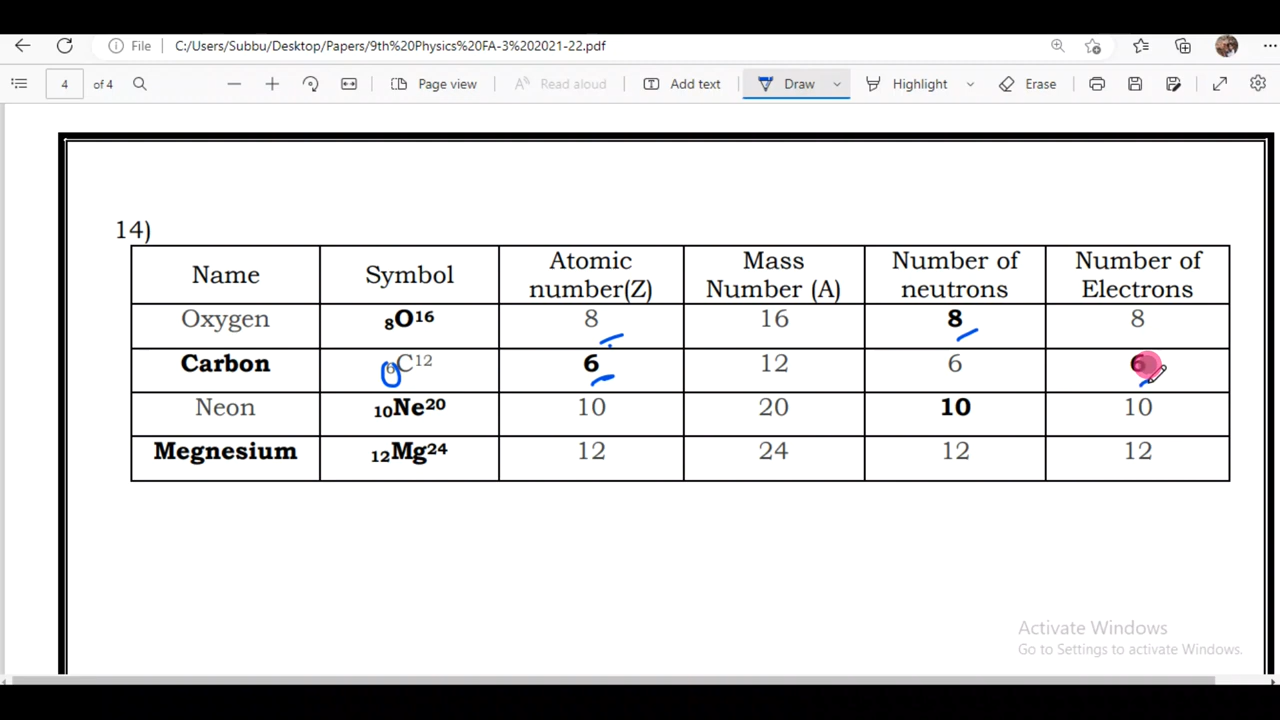 File C:/Users/Subbu/Desktop/Papers/9th%20Physics%20FA-3%202021-22.pdf
4 of 4 Page view Read aloud Add text Draw Highlight Erase
14)
Name Symbol Atomic number(Z) Mass Number (A) Number of neutrons Number of Electrons
Oxygen ₈O¹⁶ 8 16 8 8
Carbon ₆C¹² 6 12 6 6
Neon ₁₀Ne²⁰ 10 20 10 10
Megnesium ₁₂Mg²⁴ 12 24 12 12
Activate Windows
Go to Settings to activate Windows.